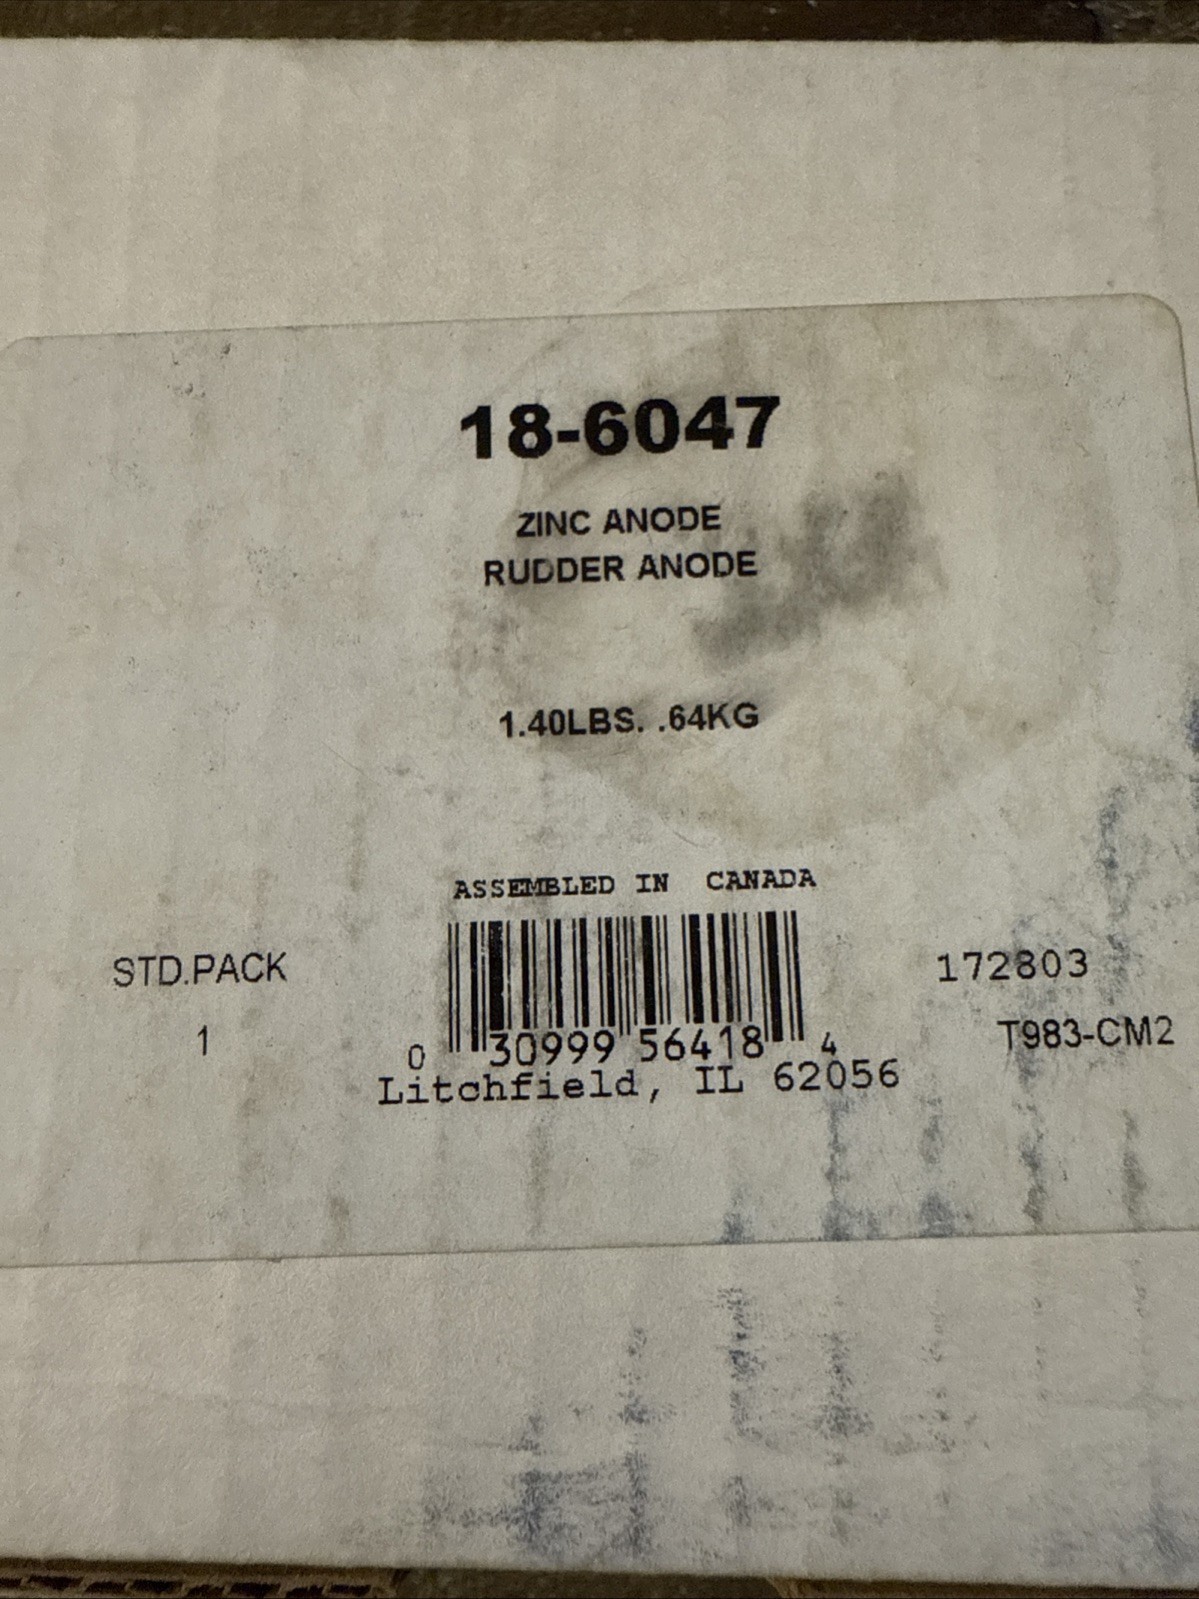 18-6047
ZINC ANODE
RUDDER ANODE
1.40LBS. .64KG
ASSEMBLED IN CANADA
STD.PACK
1
0 30999 56418 4
Litchfield, IL 62056
172803
T983-CM2